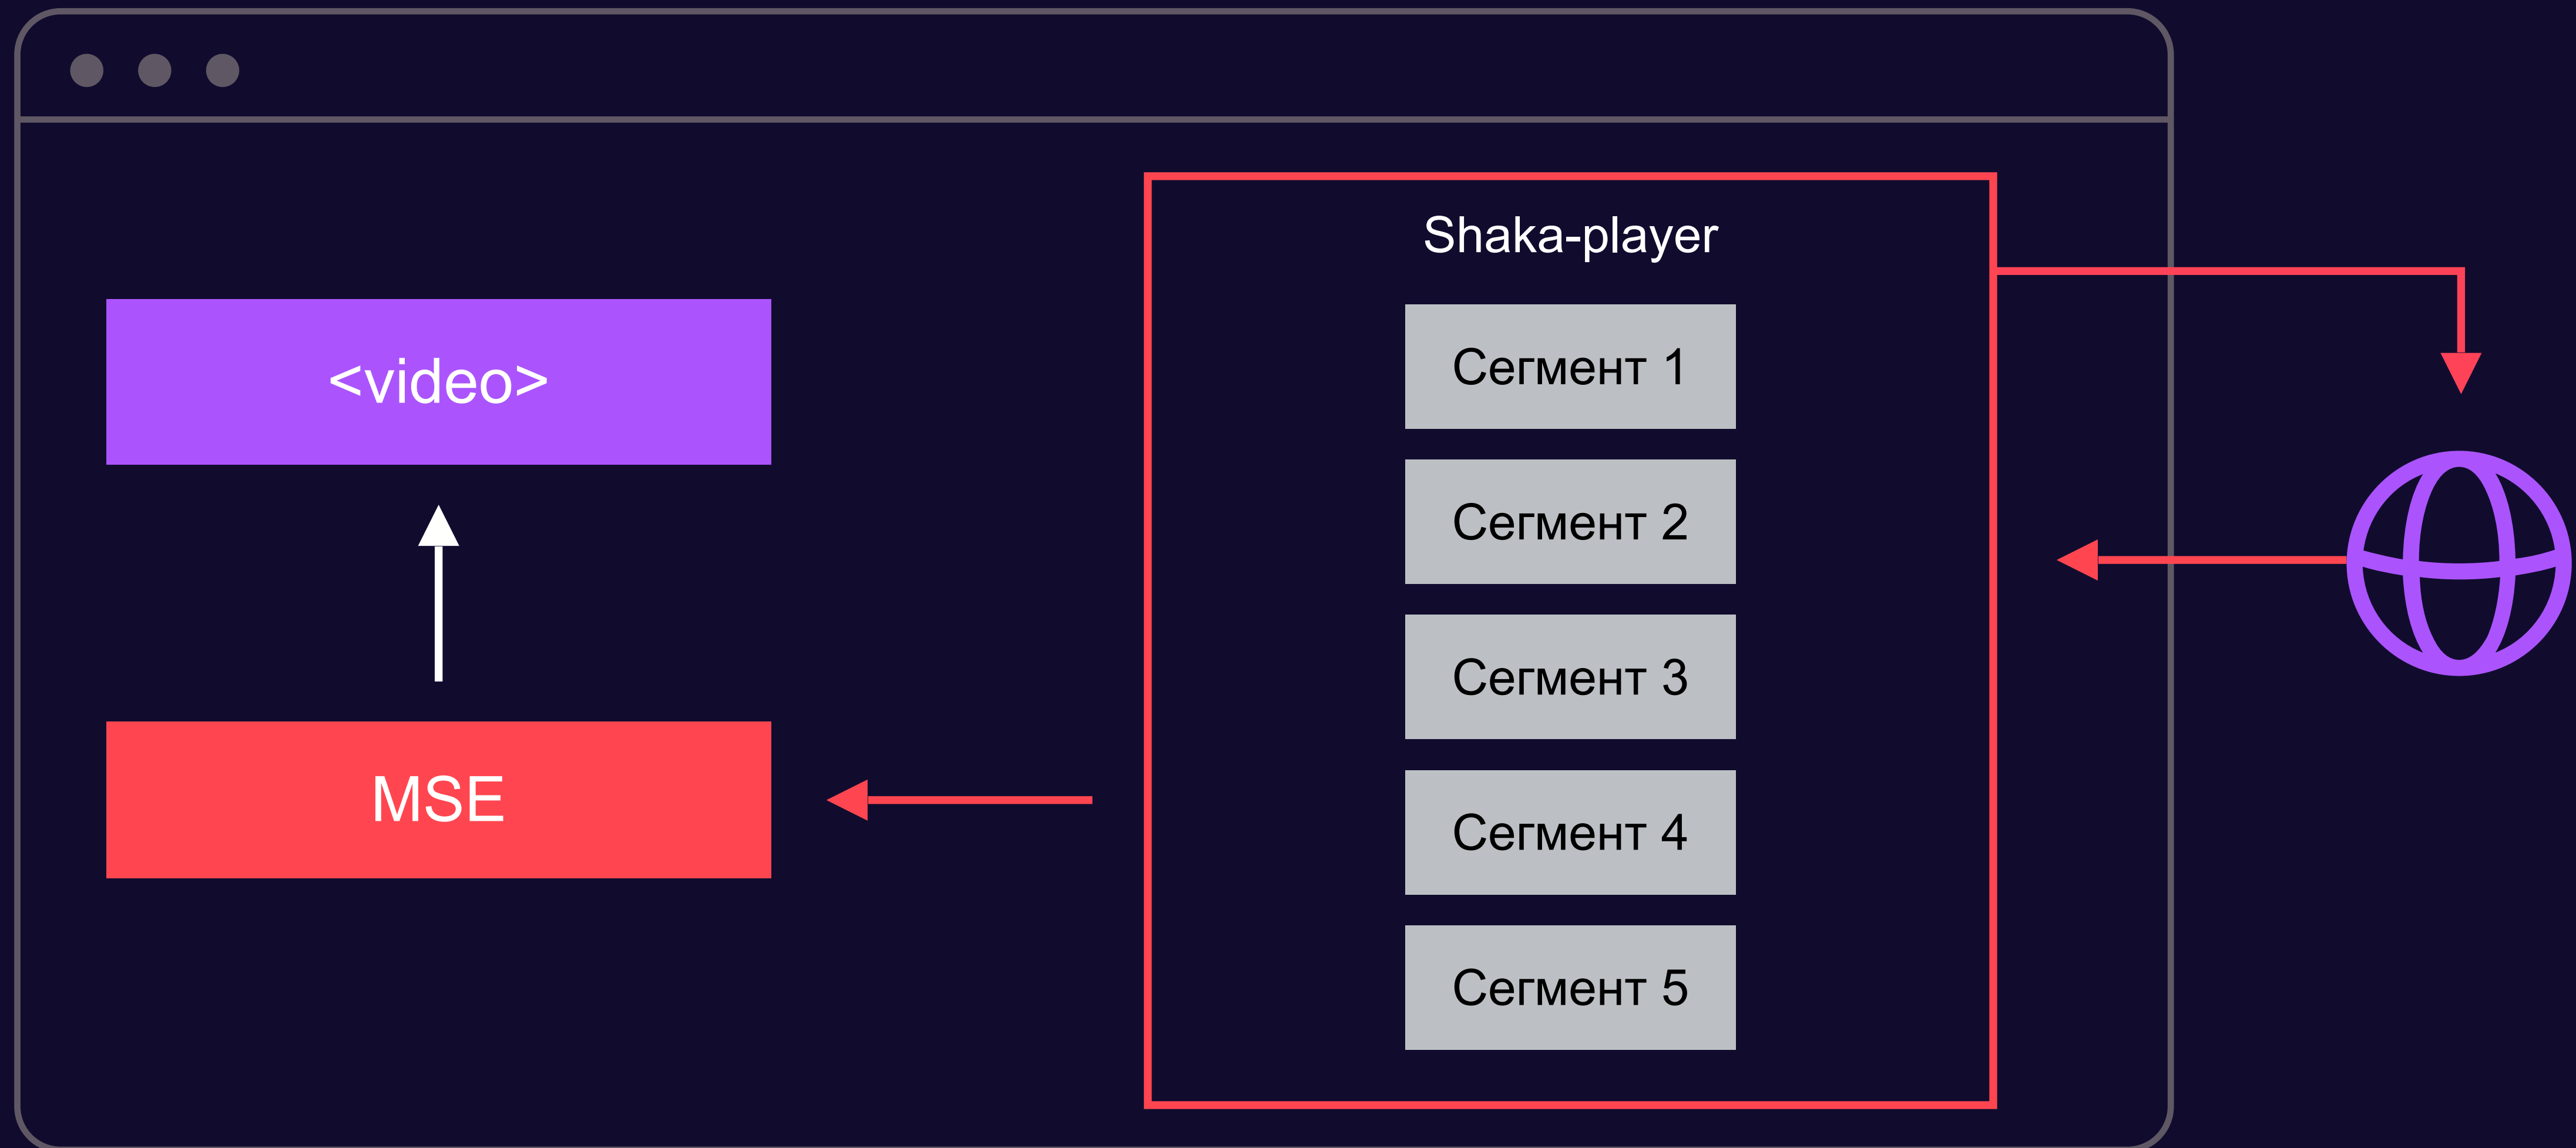 Shaka-player
<video>
Сегмент 1
Сегмент 2
Сегмент 3
MSE
Сегмент 4
Сегмент 5